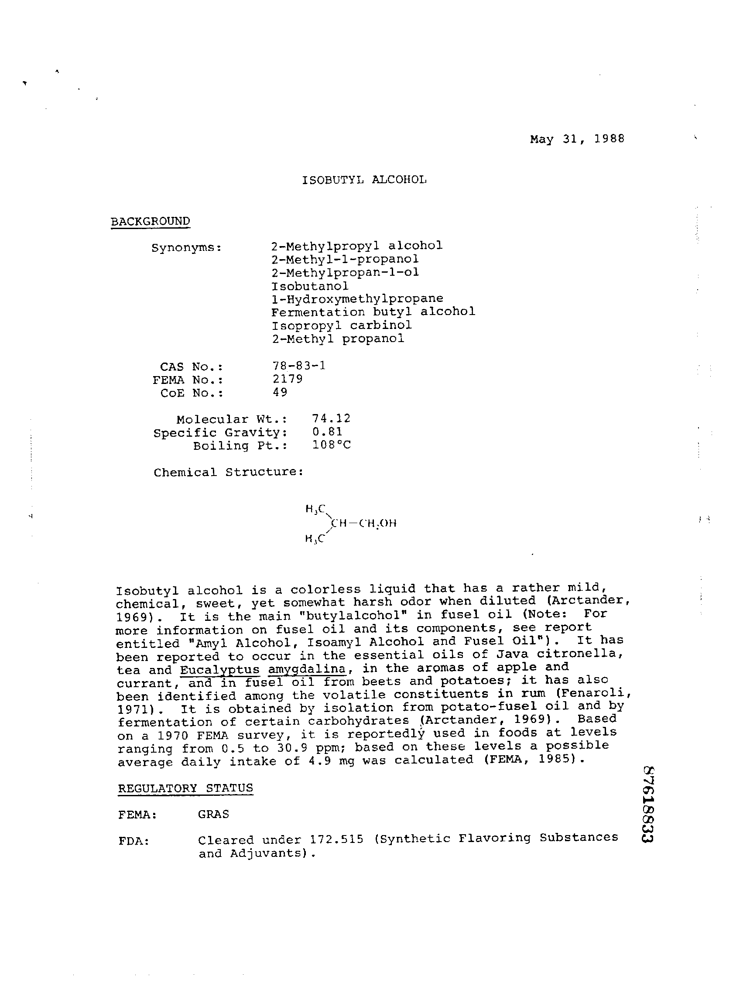 May 31, 1988
ISOBUTYL ALCOHOL
BACKGROUND
Synonyms: 2-Methylpropyl alcohol
2-Methyl-1-propanol
2-Methylpropan-1-ol
Isobutanol
1-Hydroxymethylpropane
Fermentation butyl alcohol
Isopropyl carbinol
2-Methyl propanol
CAS No.: 78-83-1
FEMA No.: 2179
CoE No.: 49
Molecular Wt.: 74.12
Specific Gravity: 0.81
Boiling Pt.: 108°C
Chemical Structure:
H₃C
CH—CH₂OH
H₃C
Isobutyl alcohol is a colorless liquid that has a rather mild,
chemical, sweet, yet somewhat harsh odor when diluted (Arctander,
1969). It is the main "butylalcohol" in fusel oil (Note: For
more information on fusel oil and its components, see report
entitled "Amyl Alcohol, Isoamyl Alcohol and Fusel Oil"). It has
been reported to occur in the essential oils of Java citronella,
tea and Eucalyptus amygdalina, in the aromas of apple and
currant, and in fusel oil from beets and potatoes; it has also
been identified among the volatile constituents in rum (Fenaroli,
1971). It is obtained by isolation from potato-fusel oil and by
fermentation of certain carbohydrates (Arctander, 1969). Based
on a 1970 FEMA survey, it is reportedly used in foods at levels
ranging from 0.5 to 30.9 ppm; based on these levels a possible
average daily intake of 4.9 mg was calculated (FEMA, 1985).
REGULATORY STATUS
FEMA: GRAS
FDA: Cleared under 172.515 (Synthetic Flavoring Substances
and Adjuvants).
87618833